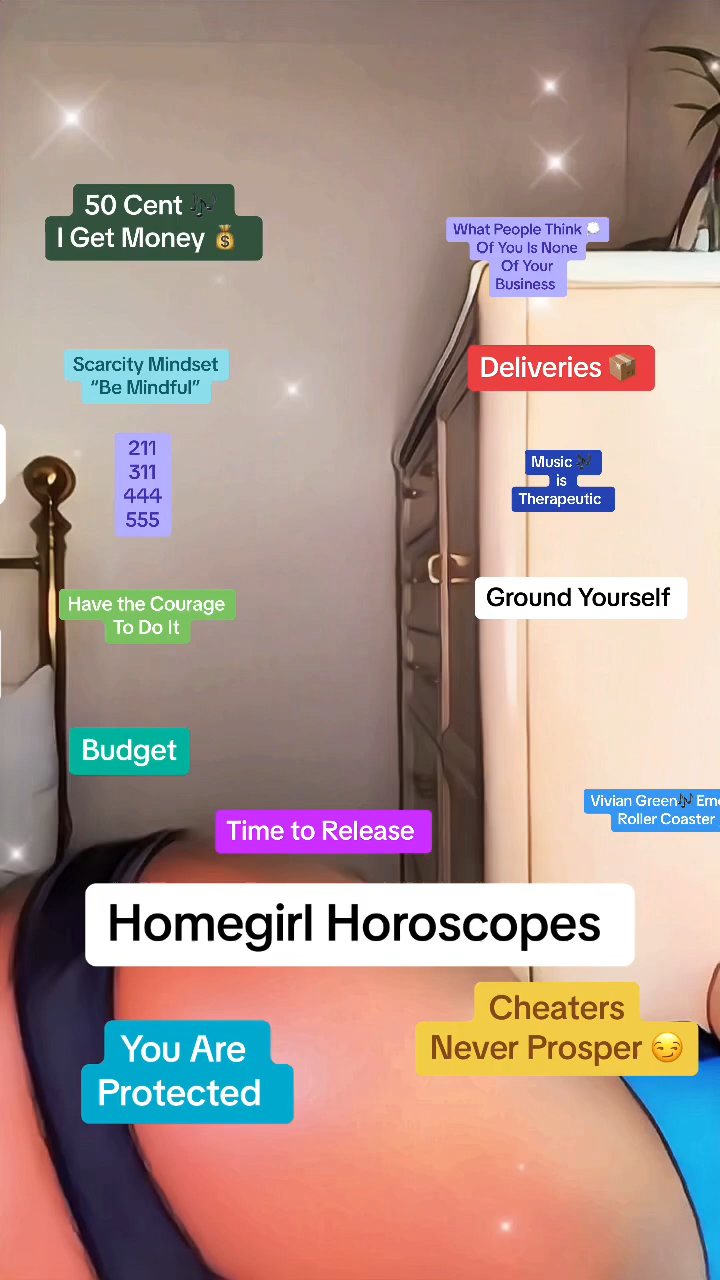 50 Cent 🎶
I Get Money 💰
What People Think 💭
Of You Is None
Of Your
Business
Scarcity Mindset
“Be Mindful”
Deliveries 📦
211
311
444
555
Music 🎶
is
Therapeutic
Have the Courage
To Do It
Ground Yourself
Budget
Vivian Green🎶
Roller Coaster
Time to Release
Homegirl Horoscopes
Cheaters
Never Prosper 😏
You Are
Protected